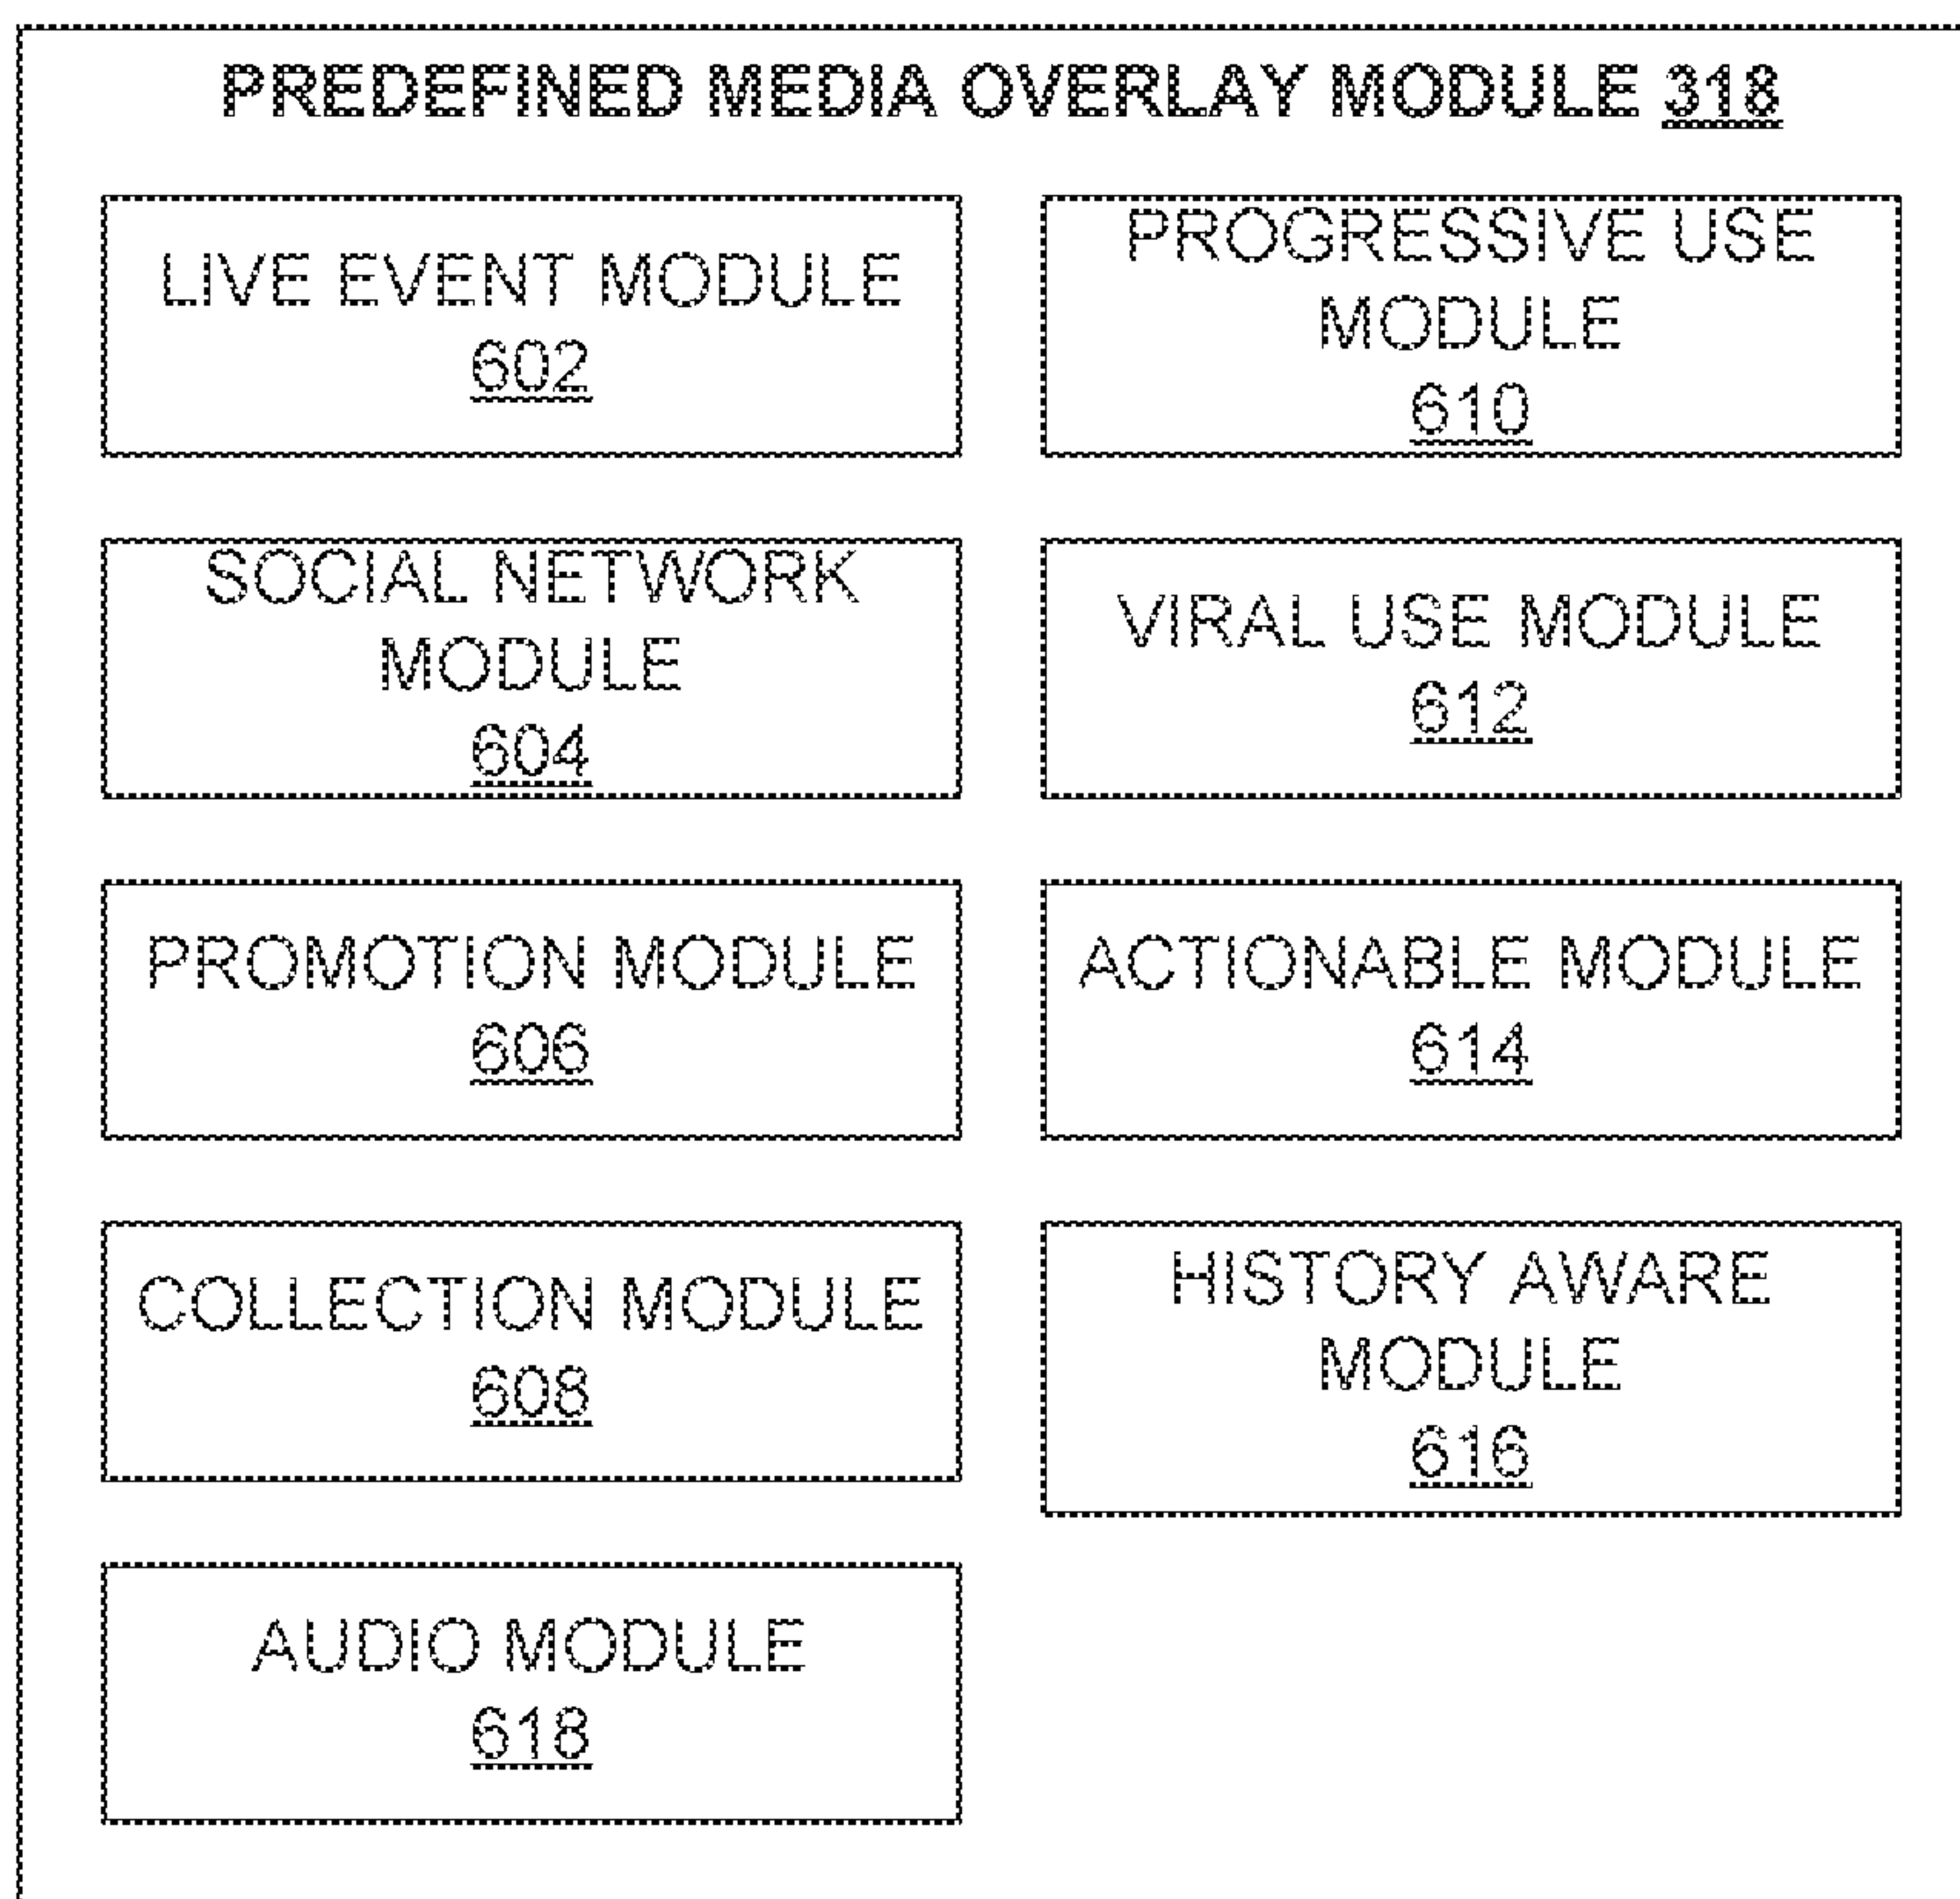 PREDEFINED MEDIA OVERLAY MODULE 318
LIVE EVENT MODULE
602
PROGRESSIVE USE
MODULE
610
SOCIAL NETWORK
MODULE
604
VIRAL USE MODULE
612
PROMOTION MODULE
606
ACTIONABLE MODULE
614
COLLECTION MODULE
608
HISTORY AWARE
MODULE
616
AUDIO MODULE
618